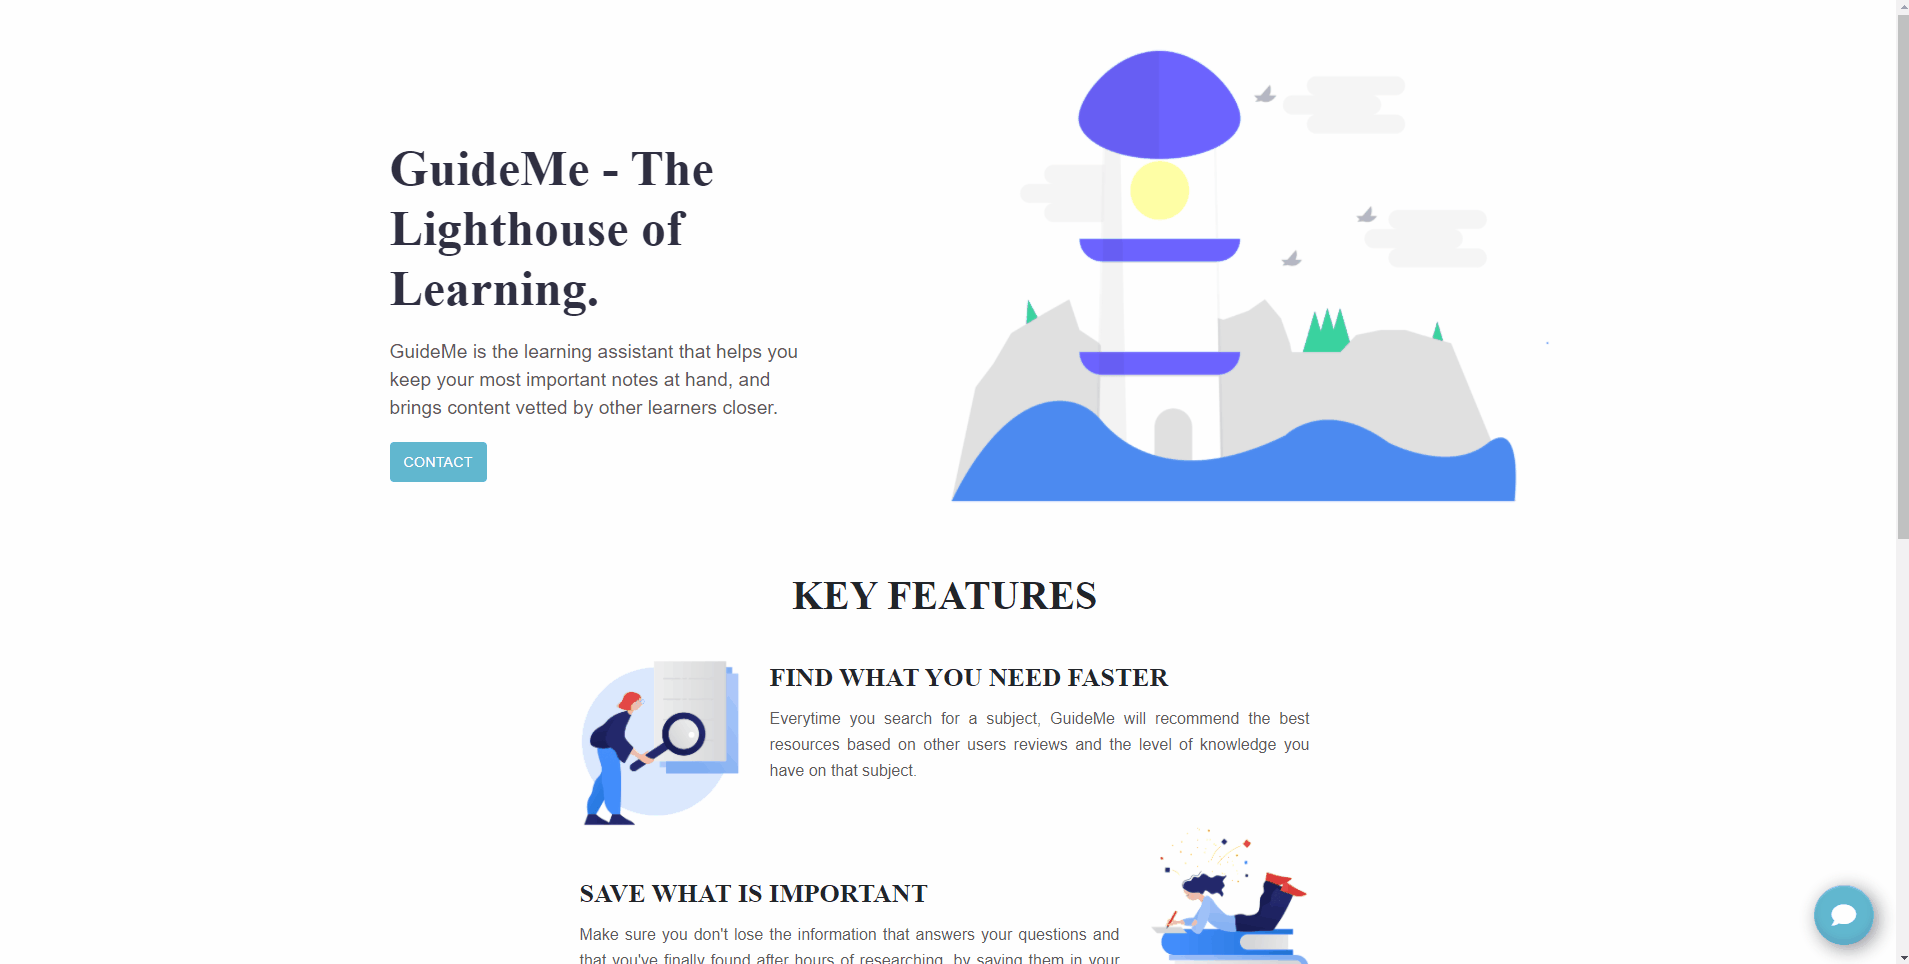 GuideMe - The
Lighthouse of
Learning.
GuideMe is the learning assistant that helps you
keep your most important notes at hand, and
brings content vetted by other learners closer.
CONTACT
KEY FEATURES
FIND WHAT YOU NEED FASTER
Everytime you search for a subject, GuideMe will recommend the best
resources based on other users reviews and the level of knowledge you
have on that subject.
SAVE WHAT IS IMPORTANT
Make sure you don't lose the information that answers your questions and
that you've finally found after hours of researching, by saving them in your